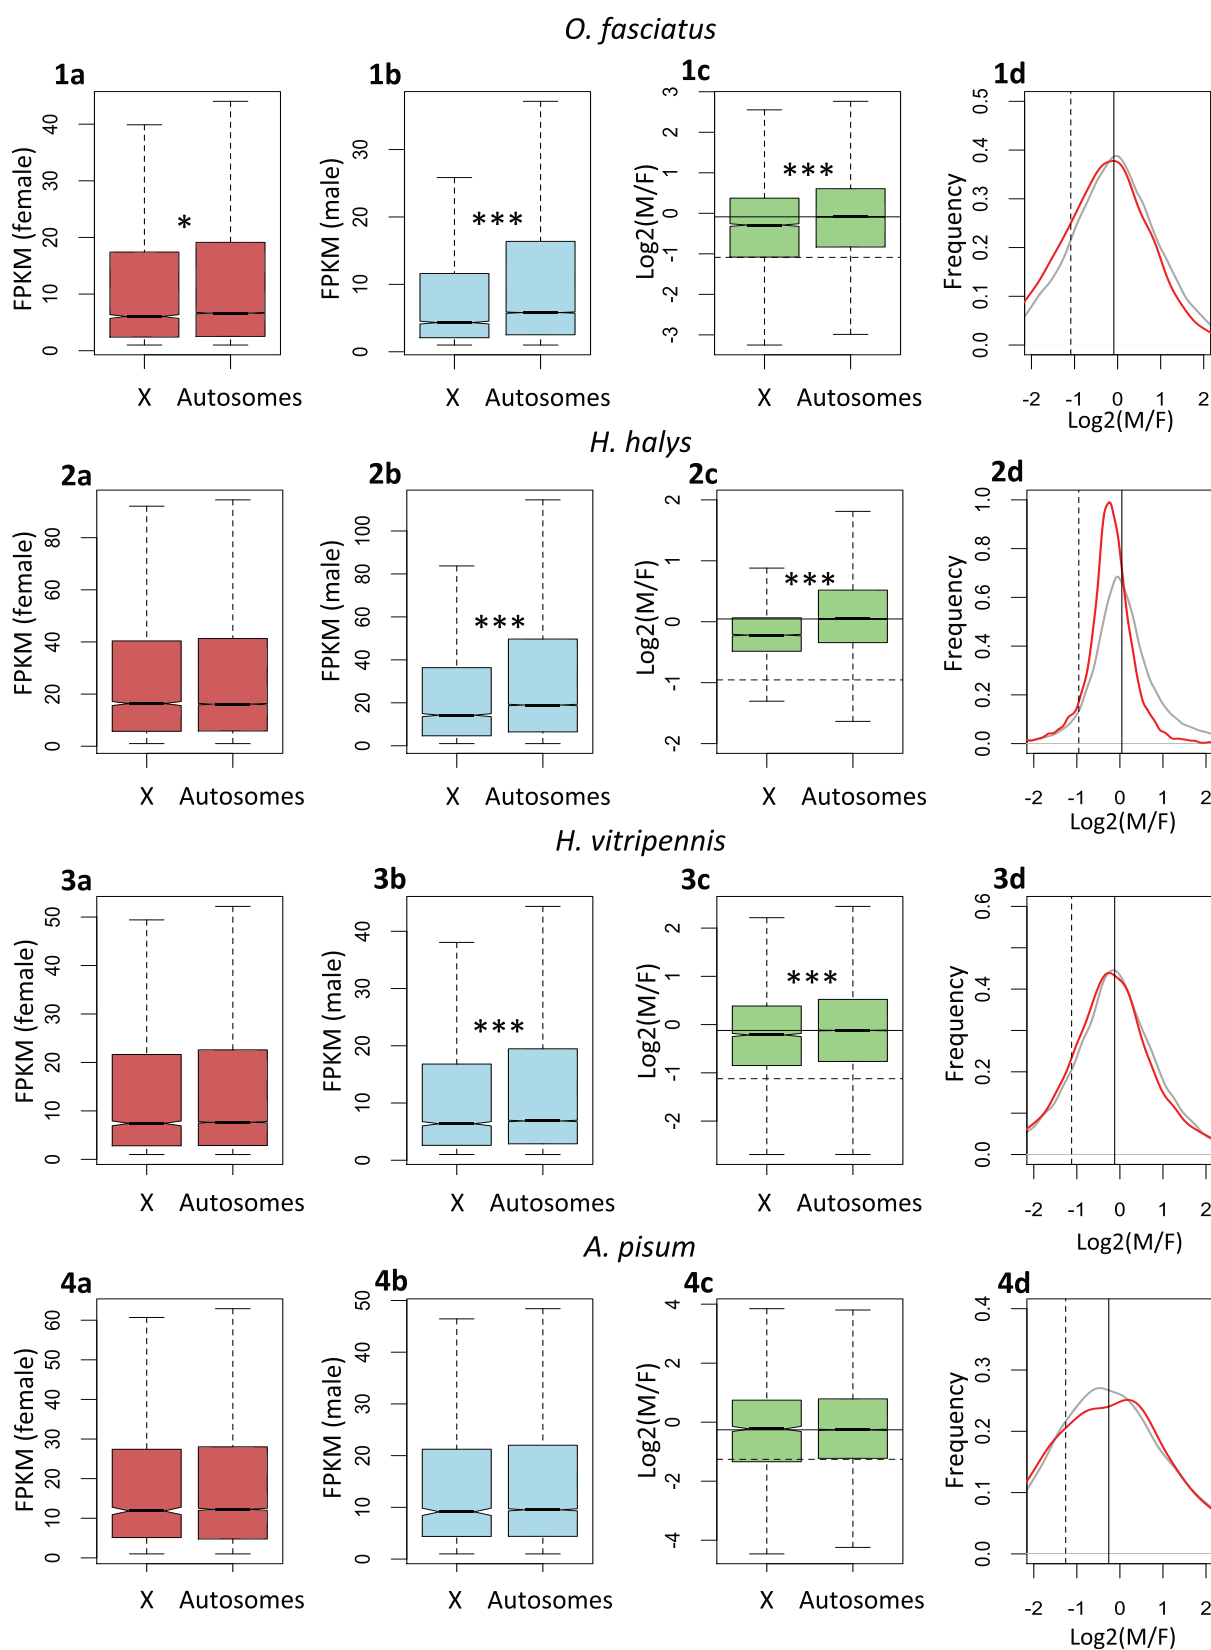 O. fasciatus
1a 1b 1c 1d
FPKM (female)
0 10 20 30 40
*
X Autosomes
FPKM (male)
0 10 20 30
***
X Autosomes
Log2(M/F)
-3 -1 0 2 3
***
X Autosomes
Frequency
0.0 0.1 0.2 0.3 0.4 0.5
-2 -1 0 1 2
Log2(M/F)
H. halys
2a 2b 2c 2d
FPKM (female)
0 20 40 60 80
X Autosomes
FPKM (male)
0 20 40 60 80 100
***
X Autosomes
Log2(M/F)
-2 -1 0 1 2
***
X Autosomes
Frequency
0.0 0.2 0.4 0.6 0.8 1.0
-2 -1 0 1 2
Log2(M/F)
H. vitripennis
3a 3b 3c 3d
FPKM (female)
0 10 20 30 40 50
X Autosomes
FPKM (male)
0 10 20 30 40
***
X Autosomes
Log2(M/F)
-2 -1 0 1 2
***
X Autosomes
Frequency
0.0 0.2 0.4 0.6
-2 -1 0 1 2
Log2(M/F)
A. pisum
4a 4b 4c 4d
FPKM (female)
0 10 20 30 40 50 60
X Autosomes
FPKM (male)
0 10 20 30 40 50
X Autosomes
Log2(M/F)
-4 -2 0 2 4
X Autosomes
Frequency
0.0 0.1 0.2 0.3 0.4
-2 -1 0 1 2
Log2(M/F)